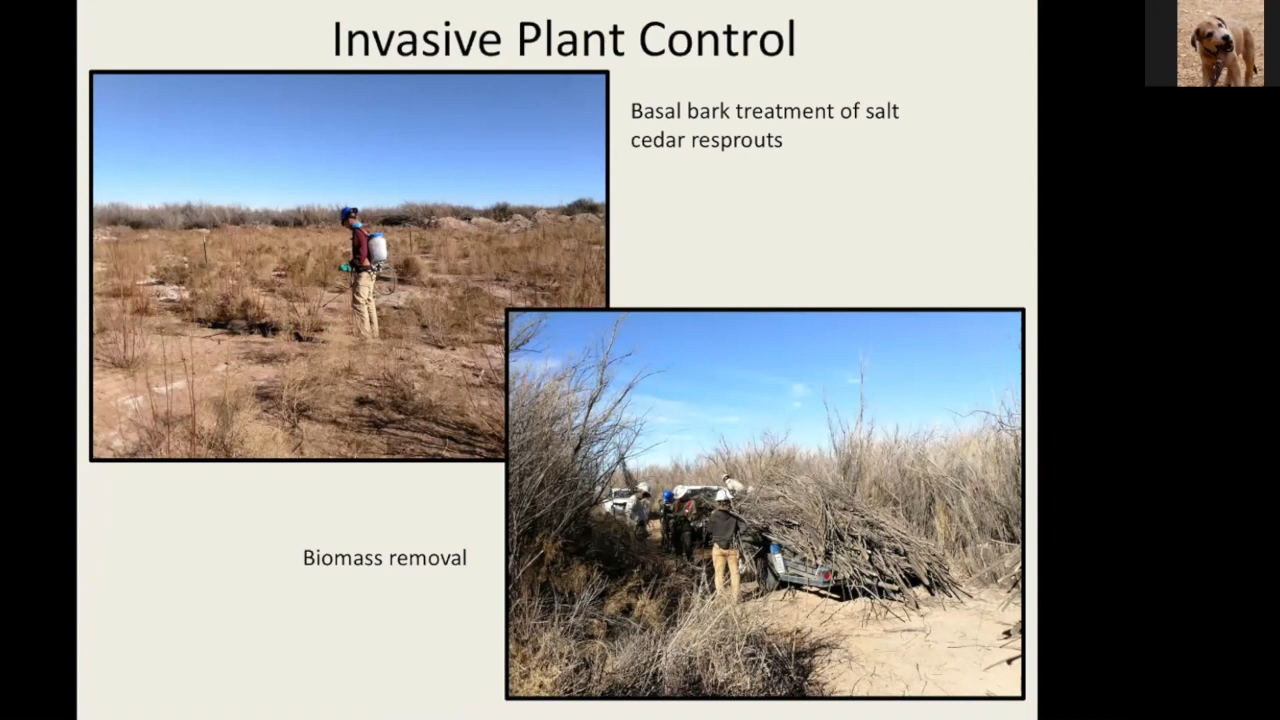 Invasive Plant Control
Basal bark treatment of salt
cedar resprouts
Biomass removal